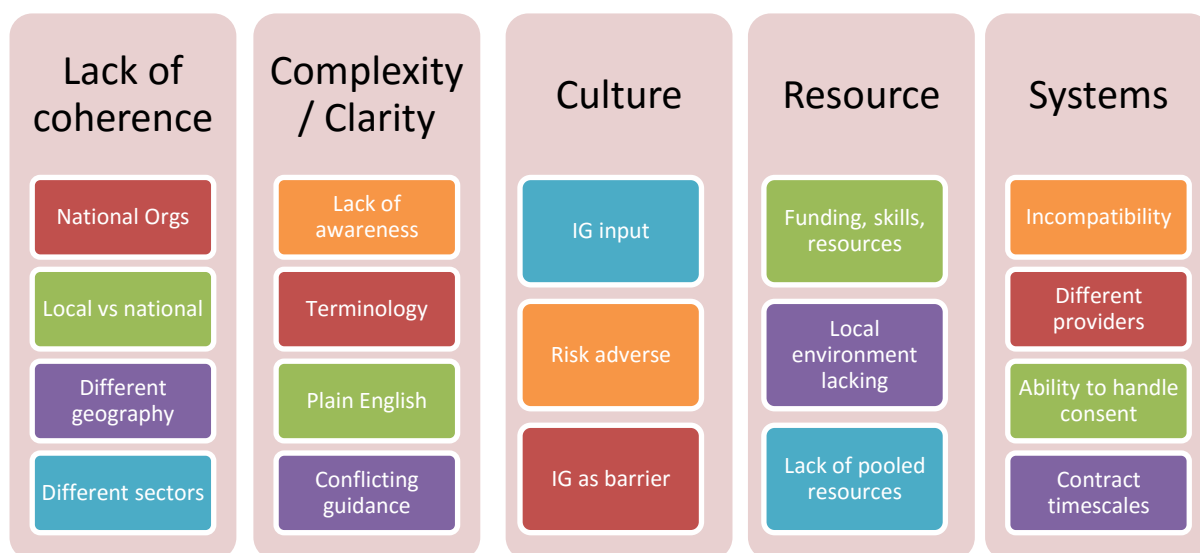 Lack of
coherence
National Orgs
Local vs national
Different
geography
Different sectors
Complexity
/ Clarity
Lack of
awareness
Terminology
Plain English
Conflicting
guidance
Culture
IG input
Risk adverse
IG as barrier
Resource
Funding, skills,
resources
Local
environment
lacking
Lack of pooled
resources
Systems
Incompatibility
Different
providers
Ability to handle
consent
Contract
timescales